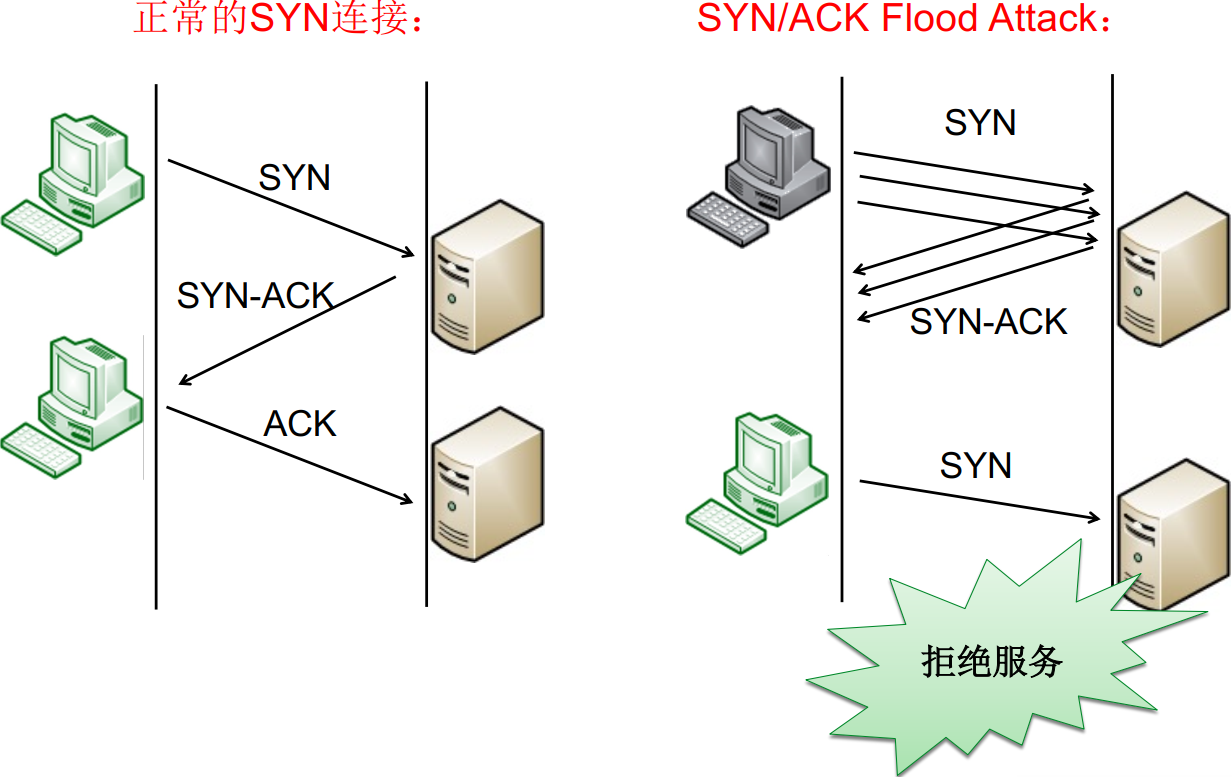 正常的SYN连接：
SYN
SYN-ACK
ACK
SYN/ACK Flood Attack：
SYN
SYN-ACK
SYN
拒绝服务